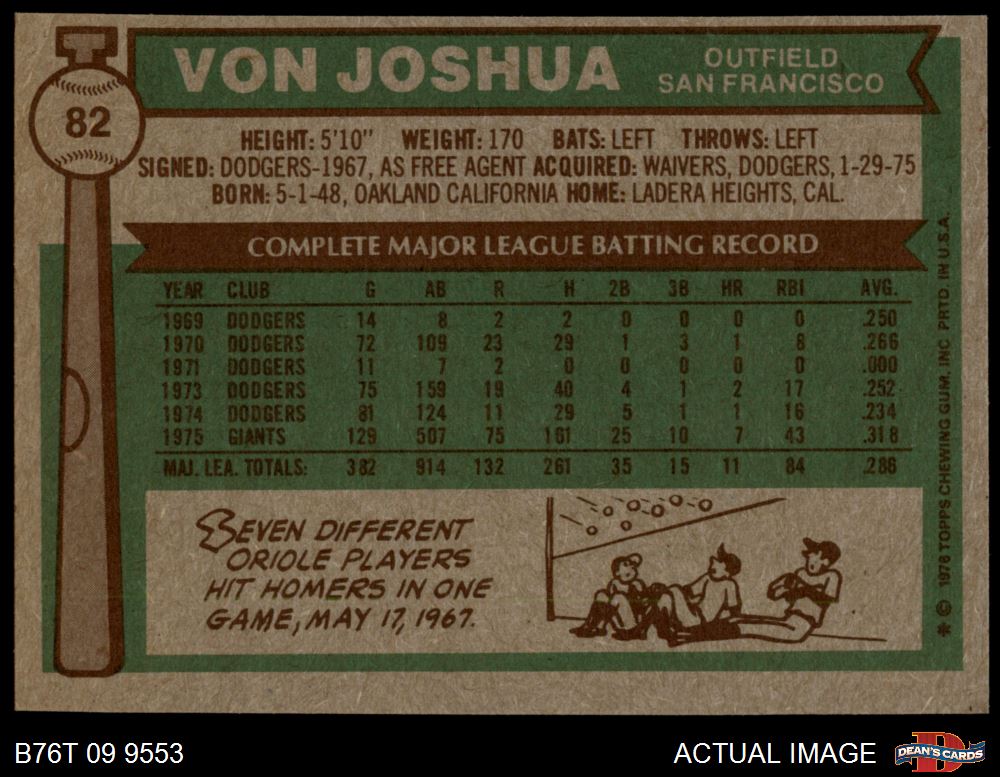 82
VON JOSHUA
OUTFIELD
SAN FRANCISCO
HEIGHT: 5'10" WEIGHT: 170 BATS: LEFT THROWS: LEFT
SIGNED: DODGERS-1967, AS FREE AGENT ACQUIRED: WAIVERS, DODGERS, 1-29-75
BORN: 5-1-48, OAKLAND CALIFORNIA HOME: LADERA HEIGHTS, CAL.
COMPLETE MAJOR LEAGUE BATTING RECORD
YEAR CLUB G AB R H 2B 3B HR RBI AVG.
1969 DODGERS 14 8 2 2 0 0 0 0 .250
1970 DODGERS 72 109 23 29 1 3 1 8 .266
1971 DODGERS 11 7 2 0 0 0 0 0 .000
1973 DODGERS 75 159 19 40 4 1 2 17 .252
1974 DODGERS 81 124 11 29 5 1 1 16 .234
1975 GIANTS 129 507 75 161 25 10 7 43 .318
MAJ. LEA. TOTALS: 382 914 132 261 35 15 11 84 .286
SEVEN DIFFERENT
ORIOLE PLAYERS
HIT HOMERS IN ONE
GAME, MAY 17, 1967.
* © 1976 TOPPS CHEWING GUM, INC. PRTD. IN U.S.A.
B76T 09 9553
ACTUAL IMAGE
D
DEAN'S CARDS